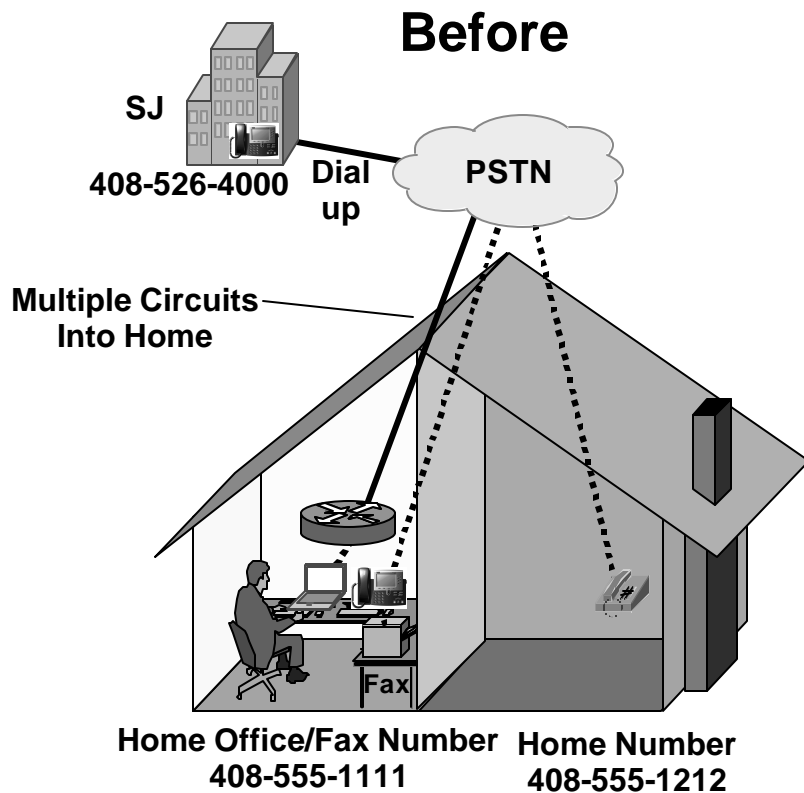 Before
SJ
408-526-4000
Dial
up
PSTN
Multiple Circuits
Into Home
#
Fax
Home Office/Fax Number
408-555-1111
Home Number
408-555-1212